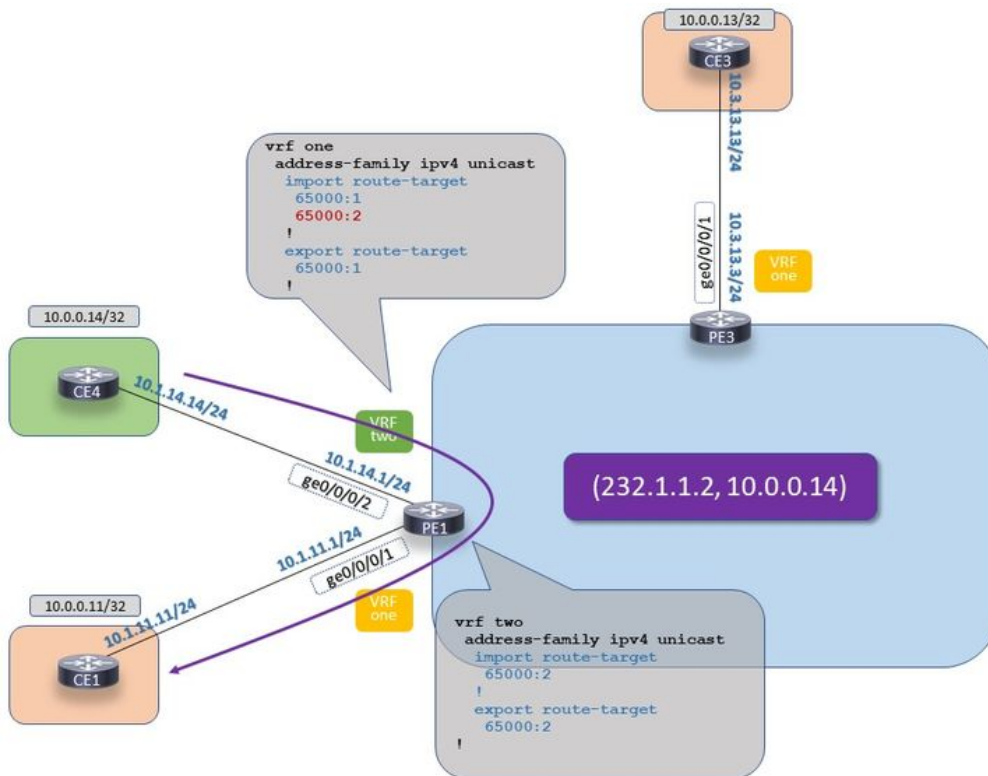 10.0.0.13/32
CE3
10.3.13.13/24
ge0/0/0/1
10.3.13.3/24
VRF
one
PE3
vrf one
address-family ipv4 unicast
import route-target
65000:1
65000:2
!
export route-target
65000:1
!
10.0.0.14/32
CE4
10.1.14.14/24
VRF
two
10.1.14.1/24
ge0/0/0/2
(232.1.1.2, 10.0.0.14)
PE1
10.1.11.1/24
ge0/0/0/1
VRF
one
10.0.0.11/32
10.1.11.11/24
CE1
vrf two
address-family ipv4 unicast
import route-target
65000:2
!
export route-target
65000:2
!